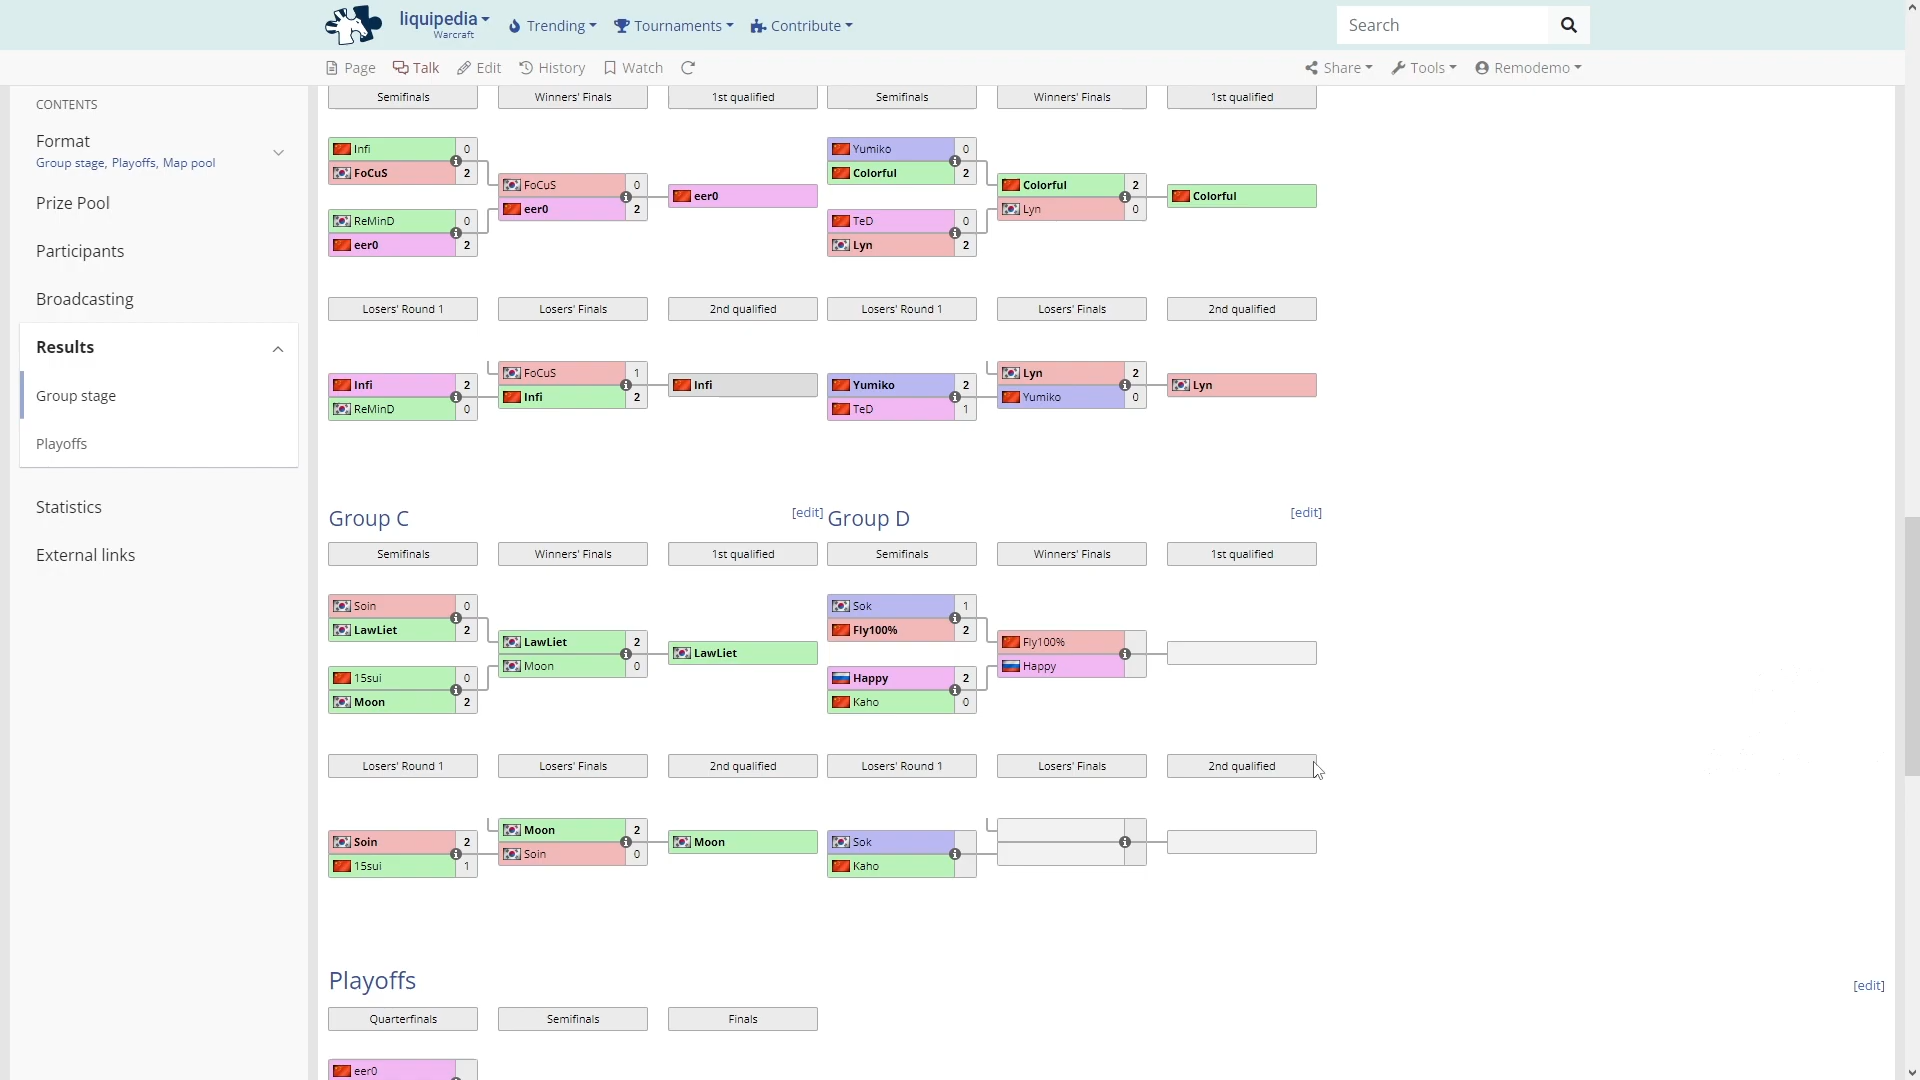 liquipedia
Warcraft
Trending
Tournaments
Contribute
Search
Page
Talk
Edit
History
Watch
Share
Tools
Remodemo
CONTENTS
Format
Group stage, Playoffs, Map pool
Prize Pool
Participants
Broadcasting
Results
Group stage
Playoffs
Statistics
External links
Semifinals
Winners' Finals
1st qualified
Infi 0
FoCuS 2
ReMinD 0
eer0 2
FoCuS 0
eer0 2
eer0
Losers' Round 1
Losers' Finals
2nd qualified
Infi 2
ReMinD 0
FoCuS 1
Infi 2
Infi
Semifinals
Winners' Finals
1st qualified
Yumiko 0
Colorful 2
TeD 0
Lyn 2
Colorful 2
Lyn 0
Colorful
Losers' Round 1
Losers' Finals
2nd qualified
Yumiko 2
TeD 1
Lyn 2
Yumiko 0
Lyn
Group C [edit]
Semifinals
Winners' Finals
1st qualified
Soin 0
LawLiet 2
15sui 0
Moon 2
LawLiet 2
Moon 0
LawLiet
Losers' Round 1
Losers' Finals
2nd qualified
Soin 2
15sui 1
Moon 2
Soin 0
Moon
Group D [edit]
Semifinals
Winners' Finals
1st qualified
Sok 1
Fly100% 2
Happy 2
Kaho 0
Fly100%
Happy
Losers' Round 1
Losers' Finals
2nd qualified
Sok
Kaho
Playoffs [edit]
Quarterfinals
Semifinals
Finals
eer0